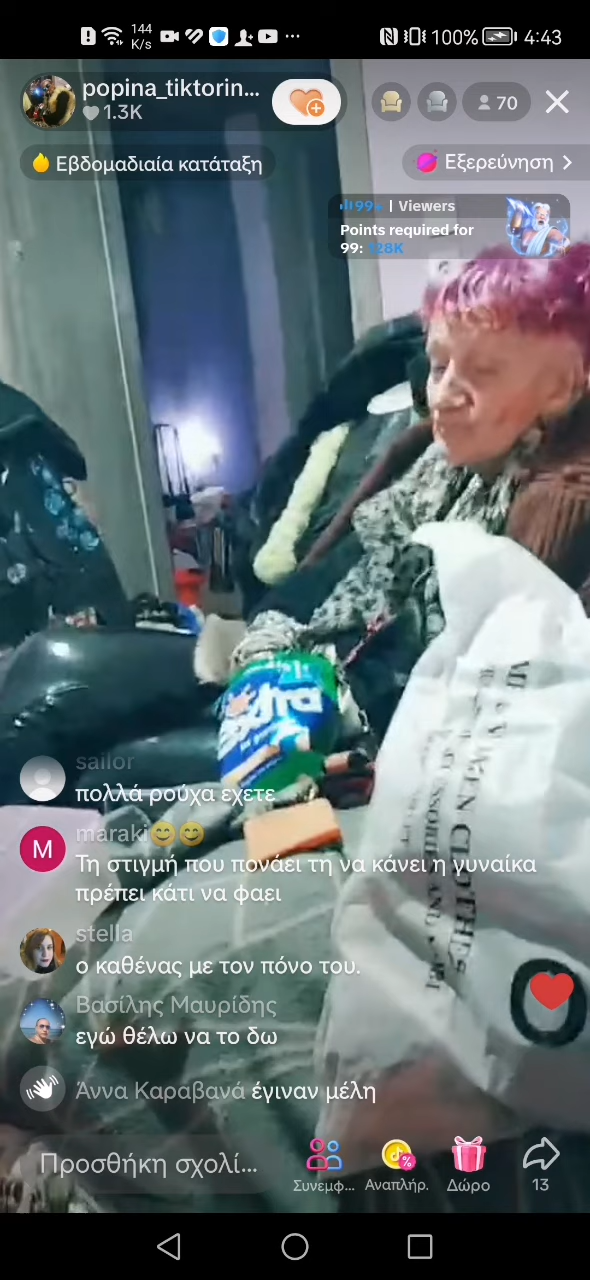 144
K/s
100%
4:43
popina_tiktorin...
1.3K
70
Εβδομαδιαία κατάταξη
Εξερεύνηση
99+ | Viewers
Points required for
99: 128K
sailor
πολλά ρούχα εχετε
M
maraki😊😊
Τη στιγμή που πονάει τη να κάνει η γυναίκα
πρέπει κάτι να φαει
stella
ο καθένας με τον πόνο του.
Βασίλης Μαυρίδης
εγώ θέλω να το δω
Άννα Καραβανά έγιναν μέλη
Προσθήκη σχολί...
Συνεμφ...
Αναπλήρ.
Δώρο
13